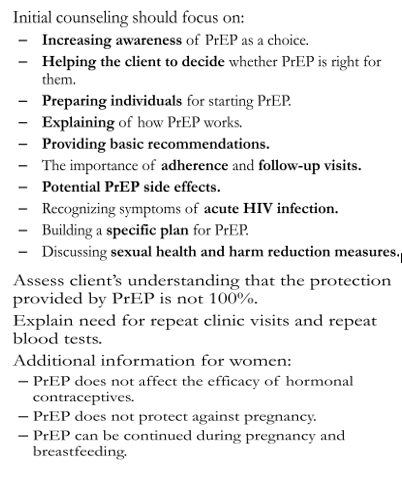 Initial counseling should focus on:
– Increasing awareness of PrEP as a choice.
– Helping the client to decide whether PrEP is right for
them.
– Preparing individuals for starting PrEP.
– Explaining of how PrEP works.
– Providing basic recommendations.
– The importance of adherence and follow-up visits.
– Potential PrEP side effects.
– Recognizing symptoms of acute HIV infection.
– Building a specific plan for PrEP.
– Discussing sexual health and harm reduction measures.
Assess client’s understanding that the protection
provided by PrEP is not 100%.
Explain need for repeat clinic visits and repeat
blood tests.
Additional information for women:
– PrEP does not affect the efficacy of hormonal
contraceptives.
– PrEP does not protect against pregnancy.
– PrEP can be continued during pregnancy and
breastfeeding.